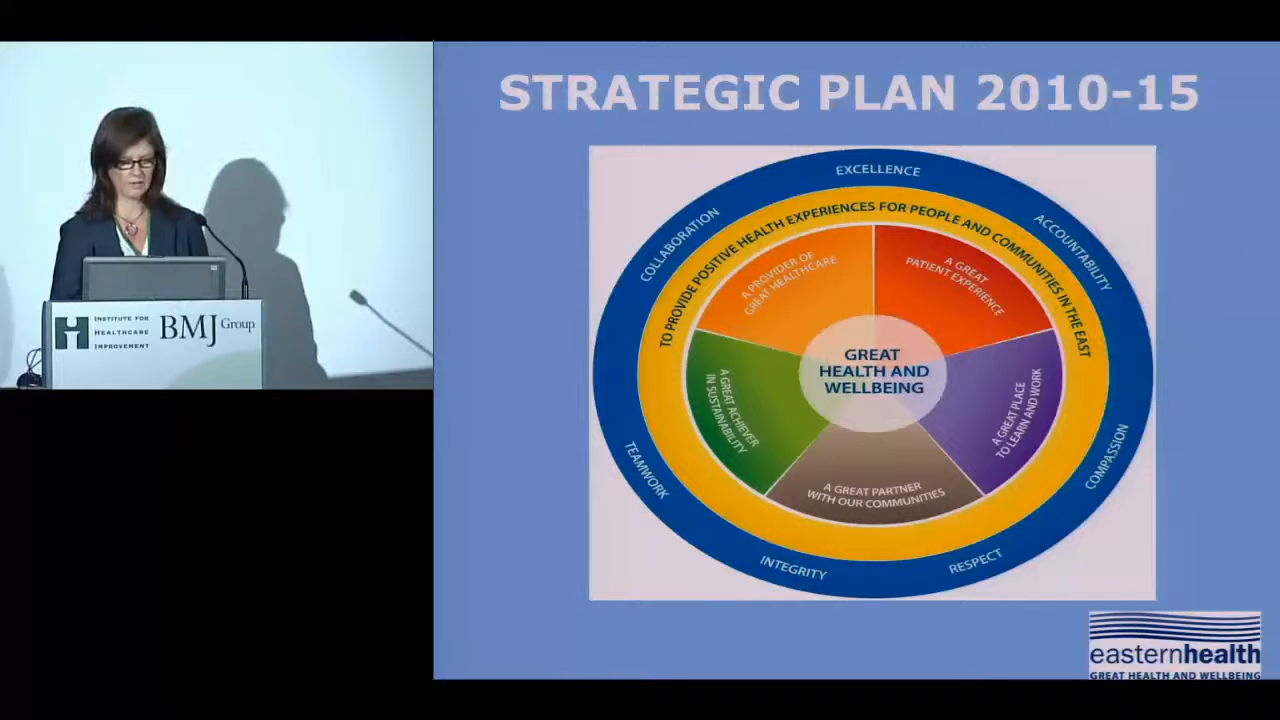 STRATEGIC PLAN 2010-15
EXCELLENCE
ACCOUNTABILITY
COMPASSION
RESPECT
INTEGRITY
TEAMWORK
COLLABORATION
TO PROVIDE POSITIVE HEALTH EXPERIENCES FOR PEOPLE AND COMMUNITIES IN THE EAST
A PROVIDER OF
GREAT HEALTHCARE
A GREAT
PATIENT EXPERIENCE
A GREAT PLACE
TO LEARN AND WORK
A GREAT PARTNER
WITH OUR COMMUNITIES
A GREAT ACHIEVER
IN SUSTAINABILITY
GREAT
HEALTH AND
WELLBEING
INSTITUTE FOR
HEALTHCARE
IMPROVEMENT
BMJ Group
easternhealth
GREAT HEALTH AND WELLBEING